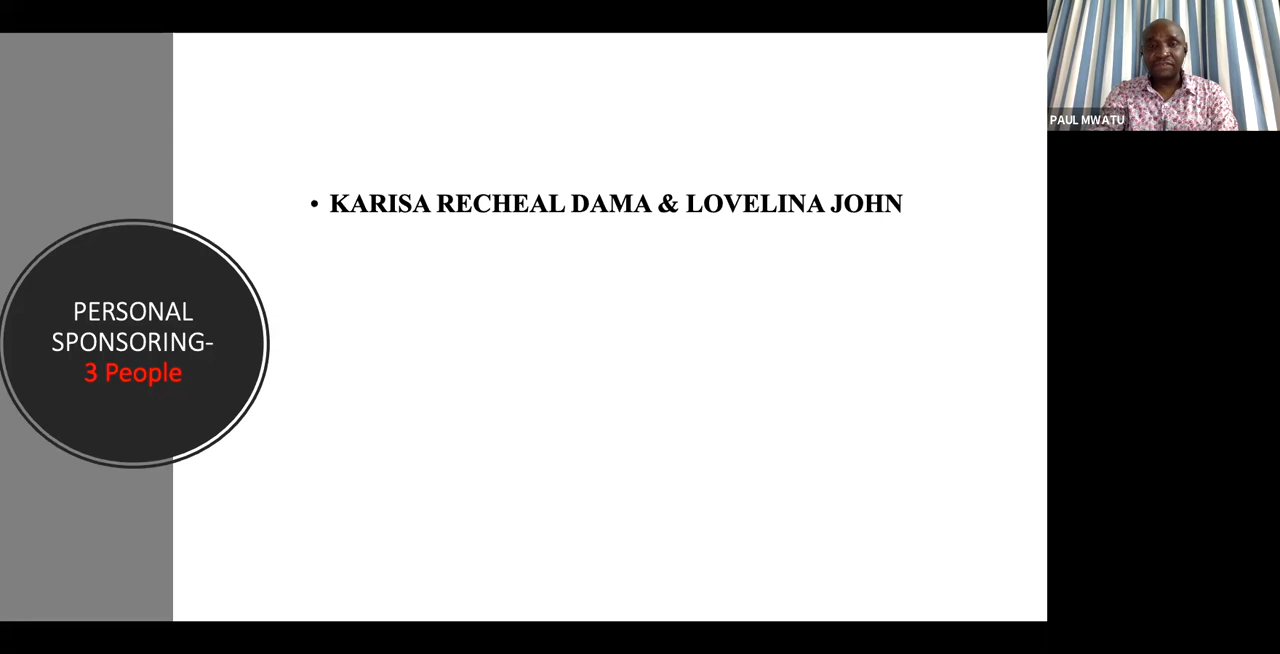 PERSONAL
SPONSORING-
3 People
• KARISA RECHEAL DAMA & LOVELINA JOHN
PAUL MWATU